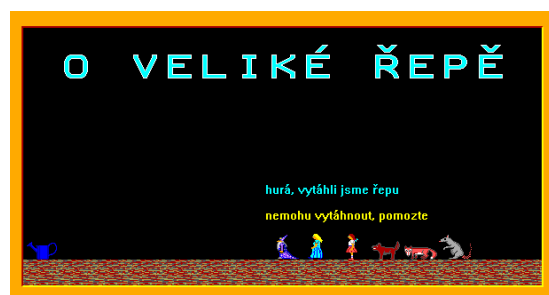 O VELIKÉ ŘEPĚ
hurá, vytáhli jsme řepu
nemohu vytáhnout, pomozte